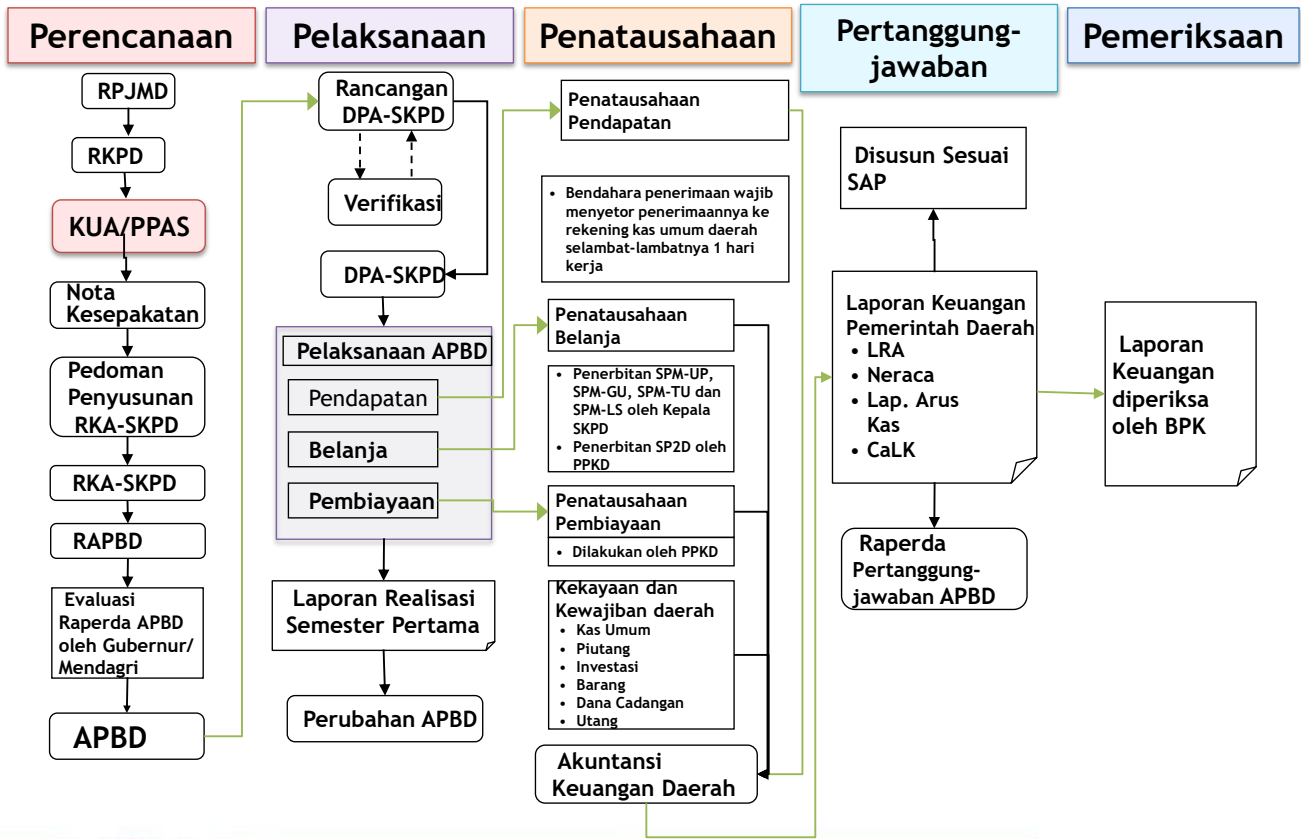 Perencanaan
RPJMD
RKPD
KUA/PPAS
Nota
Kesepakatan
Pedoman
Penyusunan
RKA-SKPD
RKA-SKPD
RAPBD
Evaluasi
Raperda APBD
oleh Gubernur/
Mendagri
APBD
Pelaksanaan
Rancangan
DPA-SKPD
Verifikasi
DPA-SKPD
Pelaksanaan APBD
Pendapatan
Belanja
Pembiayaan
Laporan Realisasi
Semester Pertama
Perubahan APBD
Penatausahaan
Penatausahaan
Pendapatan
• Bendahara penerimaan wajib
menyetor penerimaannya ke
rekening kas umum daerah
selambat-lambatnya 1 hari
kerja
Penatausahaan
Belanja
• Penerbitan SPM-UP,
SPM-GU, SPM-TU dan
SPM-LS oleh Kepala
SKPD
• Penerbitan SP2D oleh
PPKD
Penatausahaan
Pembiayaan
• Dilakukan oleh PPKD
Kekayaan dan
Kewajiban daerah
• Kas Umum
• Piutang
• Investasi
• Barang
• Dana Cadangan
• Utang
Akuntansi
Keuangan Daerah
Pertanggung-
jawaban
Disusun Sesuai
SAP
Laporan Keuangan
Pemerintah Daerah
• LRA
• Neraca
• Lap. Arus
Kas
• CaLK
Raperda
Pertanggung-
jawaban APBD
Pemeriksaan
Laporan
Keuangan
diperiksa
oleh BPK